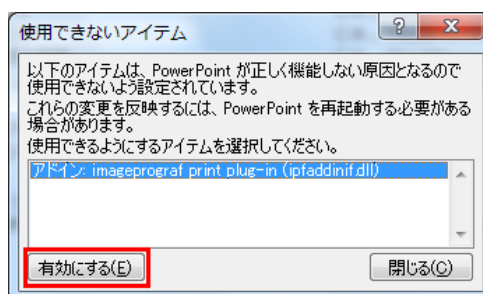 使用できないアイテム
以下のアイテムは、PowerPoint が正しく機能しない原因となるので
使用できないよう設定されています。
これらの変更を反映するには、PowerPoint を再起動する必要がある
場合があります。
使用できるようにするアイテムを選択してください。
アドイン: imageprograf print plug-in (ipfaddinif.dll)
有効にする(E)
閉じる(C)